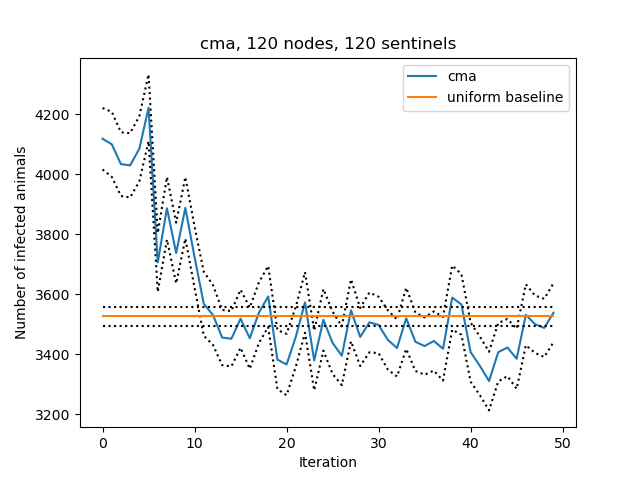 cma, 120 nodes, 120 sentinels
cma
uniform baseline
4200
4000
3800
3600
3400
3200
Number of infected animals
0 10 20 30 40 50
Iteration